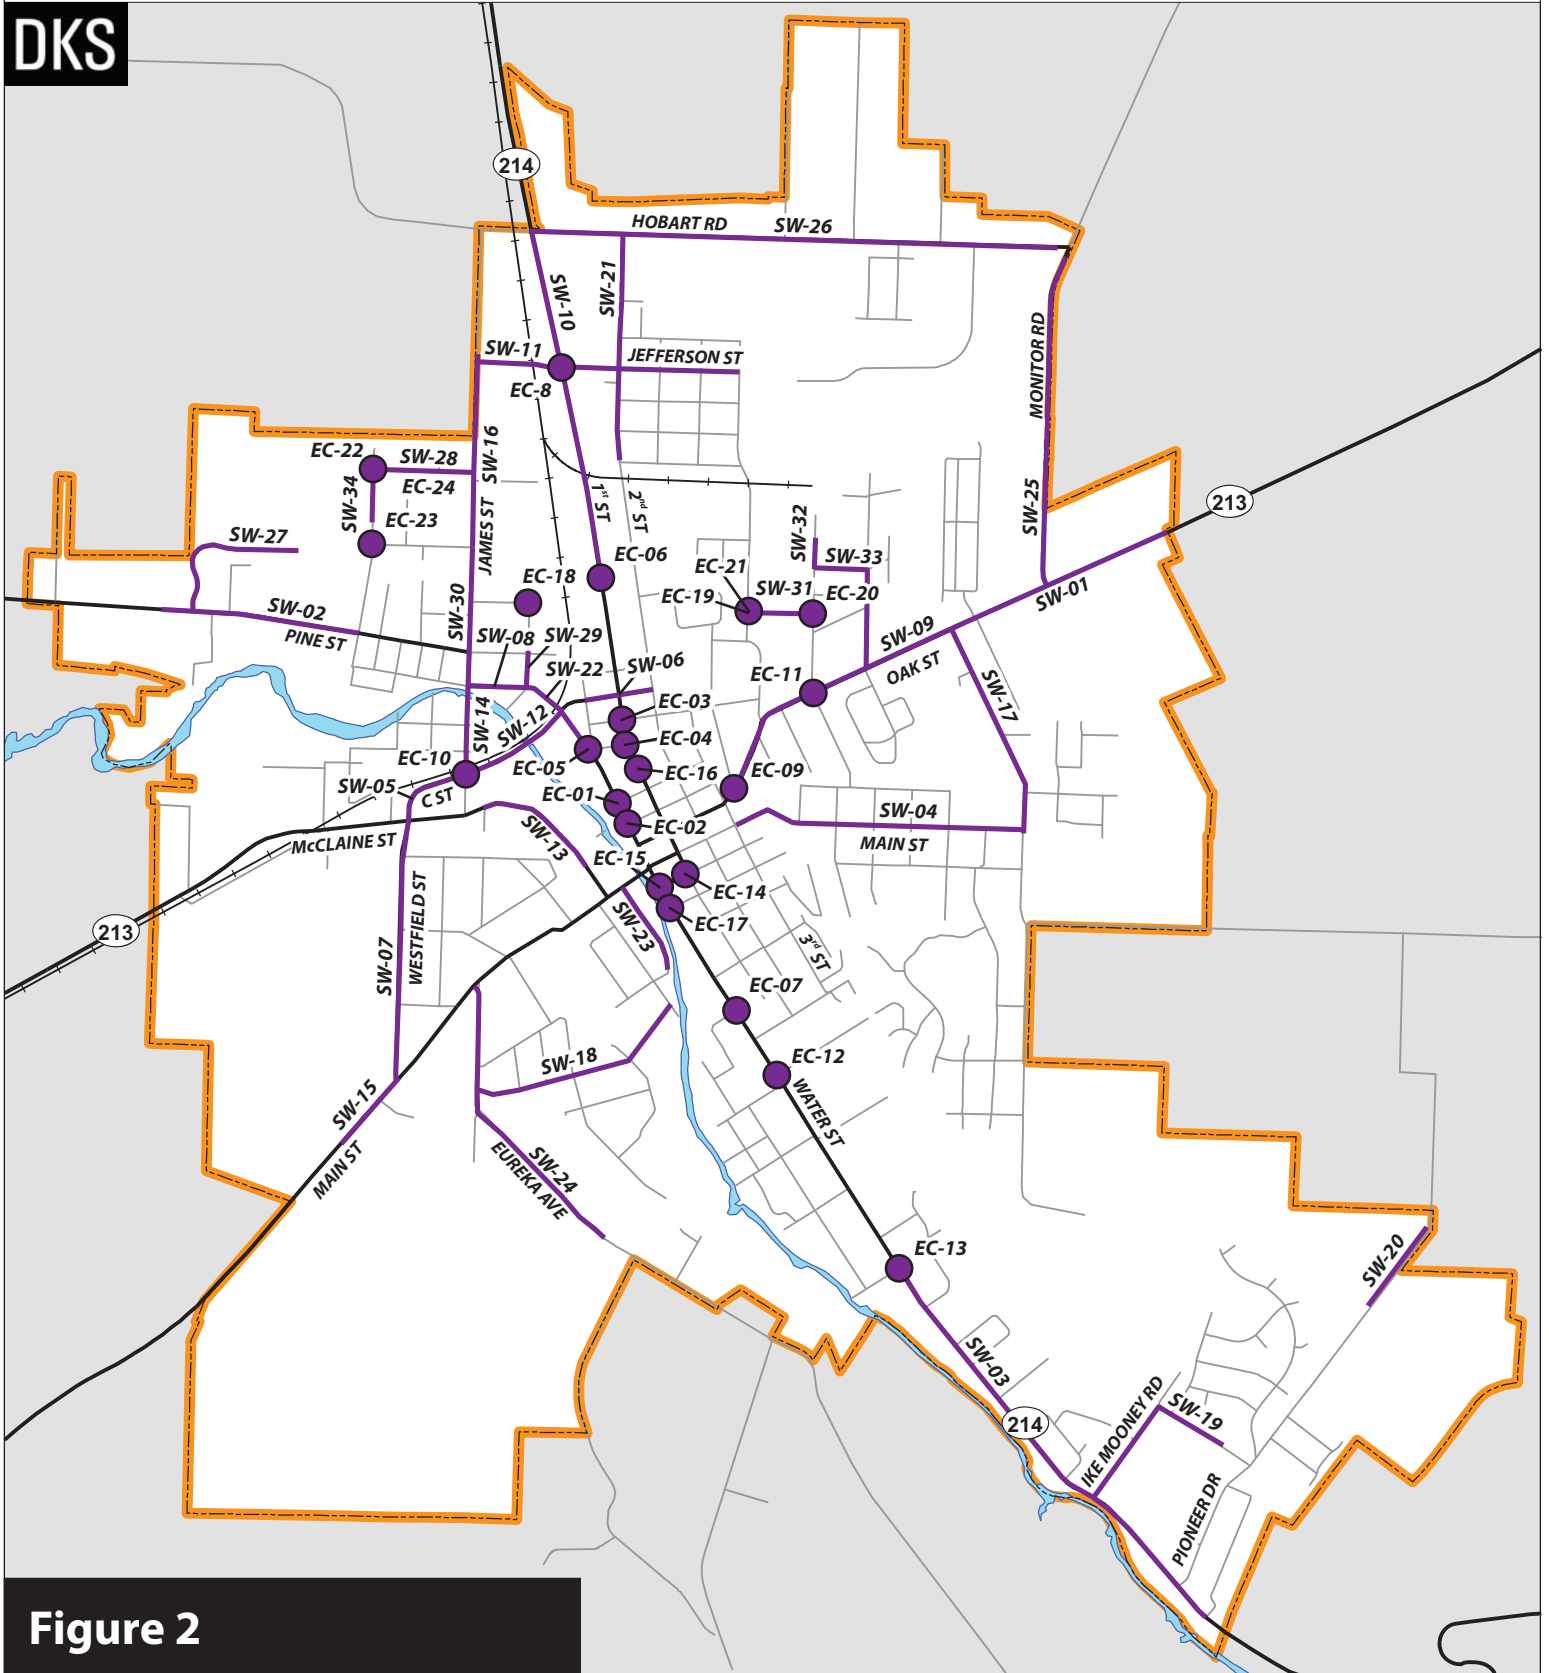 DKS
214
HOBART RD
SW-26
SW-10
SW-21
SW-11
JEFFERSON ST
EC-8
MONITOR RD
EC-22
SW-28
SW-16
EC-24
SW-34
EC-23
1st ST
2nd ST
SW-25
213
SW-27
JAMES ST
SW-32
EC-06
EC-21
SW-33
EC-18
SW-31
EC-20
EC-19
SW-01
SW-02
PINE ST
SW-30
SW-08
SW-29
SW-22
SW-06
SW-09
OAK ST
EC-11
SW-17
SW-14
SW-12
EC-03
EC-04
EC-10
EC-05
EC-16
EC-09
SW-05
C ST
EC-01
EC-02
SW-04
MAIN ST
McCLAINE ST
SW-13
EC-15
EC-14
EC-17
213
SW-23
WESTFIELD ST
SW-07
3rd ST
EC-07
EC-12
SW-18
WATER ST
SW-15
MAIN ST
SW-24
EUREKA AVE
EC-13
SW-20
SW-03
214
IKE MOONEY RD
SW-19
PIONEER DR
Figure 2